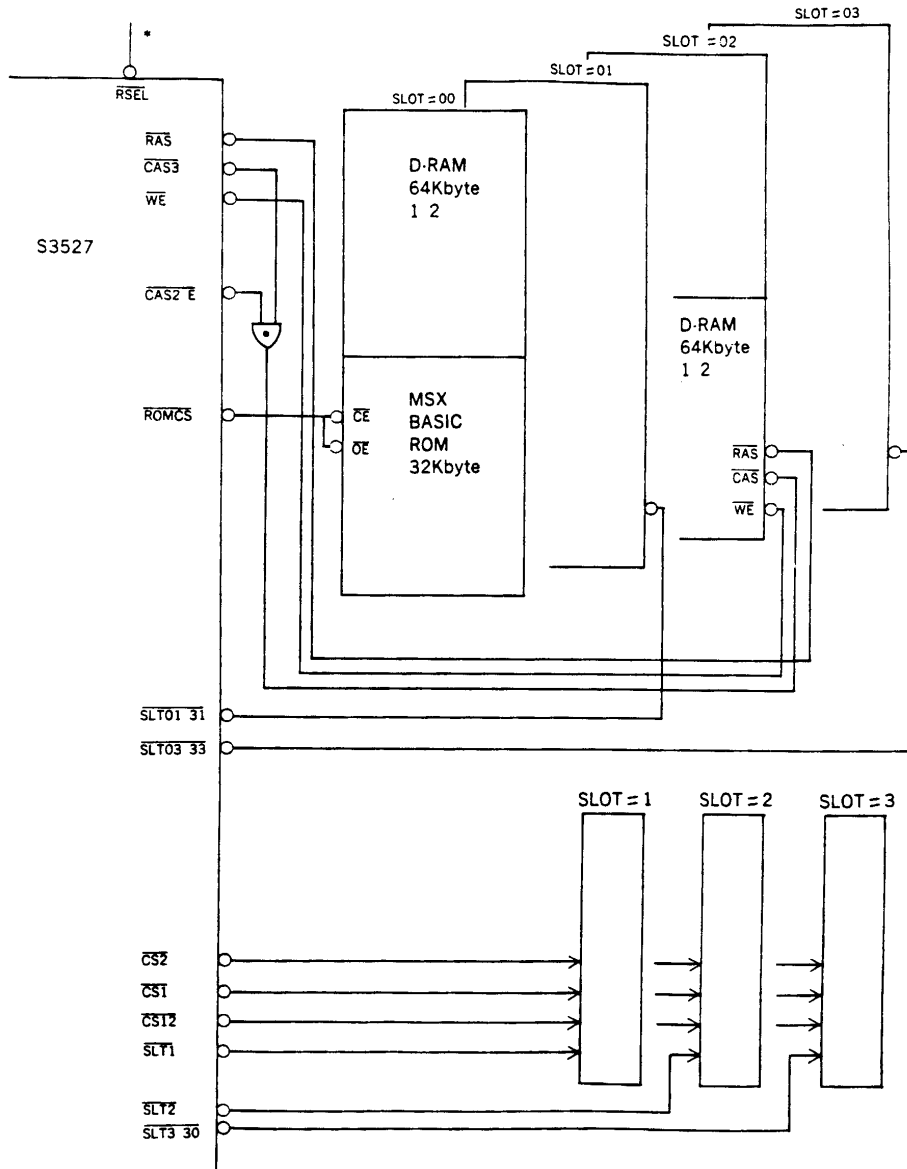 SLOT=03
*
SLOT=02
SLOT=01
RSEL
SLOT=00
RAS
CAS3
WE
S3527
CAS2 E
ROMCS
D·RAM
64Kbyte
1 2
MSX
BASIC
ROM
32Kbyte
CE
OE
D·RAM
64Kbyte
1 2
RAS
CAS
WE
SLT01 31
SLT03 33
SLOT=1
SLOT=2
SLOT=3
CS2
CS1
CS12
SLT1
SLT2
SLT3 30